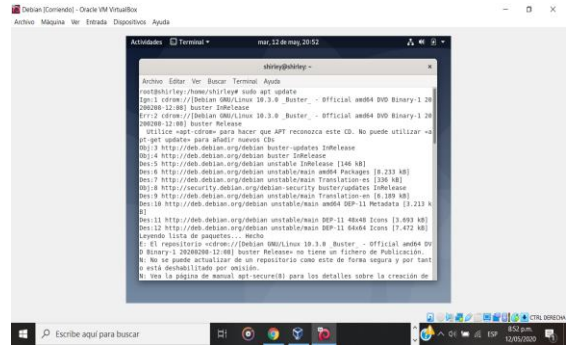 Debian [Corriendo] - Oracle VM VirtualBox
Archivo Máquina Ver Entrada Dispositivos Ayuda
Actividades Terminal mar, 12 de may, 20:52
shirley@shirley: ~
Archivo Editar Ver Buscar Terminal Ayuda
root@shirley:/home/shirley# sudo apt update
Ign:1 cdrom://[Debian GNU/Linux 10.3.0 _Buster_ - Official amd64 DVD Binary-1 20
200208-12:08] buster InRelease
Err:2 cdrom://[Debian GNU/Linux 10.3.0 _Buster_ - Official amd64 DVD Binary-1 20
200208-12:08] buster Release
Utilice «apt-cdrom» para hacer que APT reconozca este CD. No puede utilizar «a
pt-get update» para añadir nuevos CDs
Obj:3 http://deb.debian.org/debian buster-updates InRelease
Obj:4 http://deb.debian.org/debian buster InRelease
Des:5 http://deb.debian.org/debian unstable InRelease [146 kB]
Des:6 http://deb.debian.org/debian unstable/main amd64 Packages [8.233 kB]
Des:7 http://deb.debian.org/debian unstable/main Translation-es [336 kB]
Obj:8 http://security.debian.org/debian-security buster/updates InRelease
Des:9 http://deb.debian.org/debian unstable/main Translation-en [6.189 kB]
Des:10 http://deb.debian.org/debian unstable/main amd64 DEP-11 Metadata [3.213 k
B]
Des:11 http://deb.debian.org/debian unstable/main DEP-11 48x48 Icons [3.693 kB]
Des:12 http://deb.debian.org/debian unstable/main DEP-11 64x64 Icons [7.472 kB]
Leyendo lista de paquetes... Hecho
E: El repositorio «cdrom://[Debian GNU/Linux 10.3.0 _Buster_ - Official amd64 DV
D Binary-1 20200208-12:08] buster Release» no tiene un fichero de Publicación.
N: No se puede actualizar de un repositorio como este de forma segura y por tant
o está deshabilitado por omisión.
N: Vea la página de manual apt-secure(8) para los detalles sobre la creación de
CTRL DERECHA
Escribe aquí para buscar
ESP
8:52 p.m.
12/05/2020